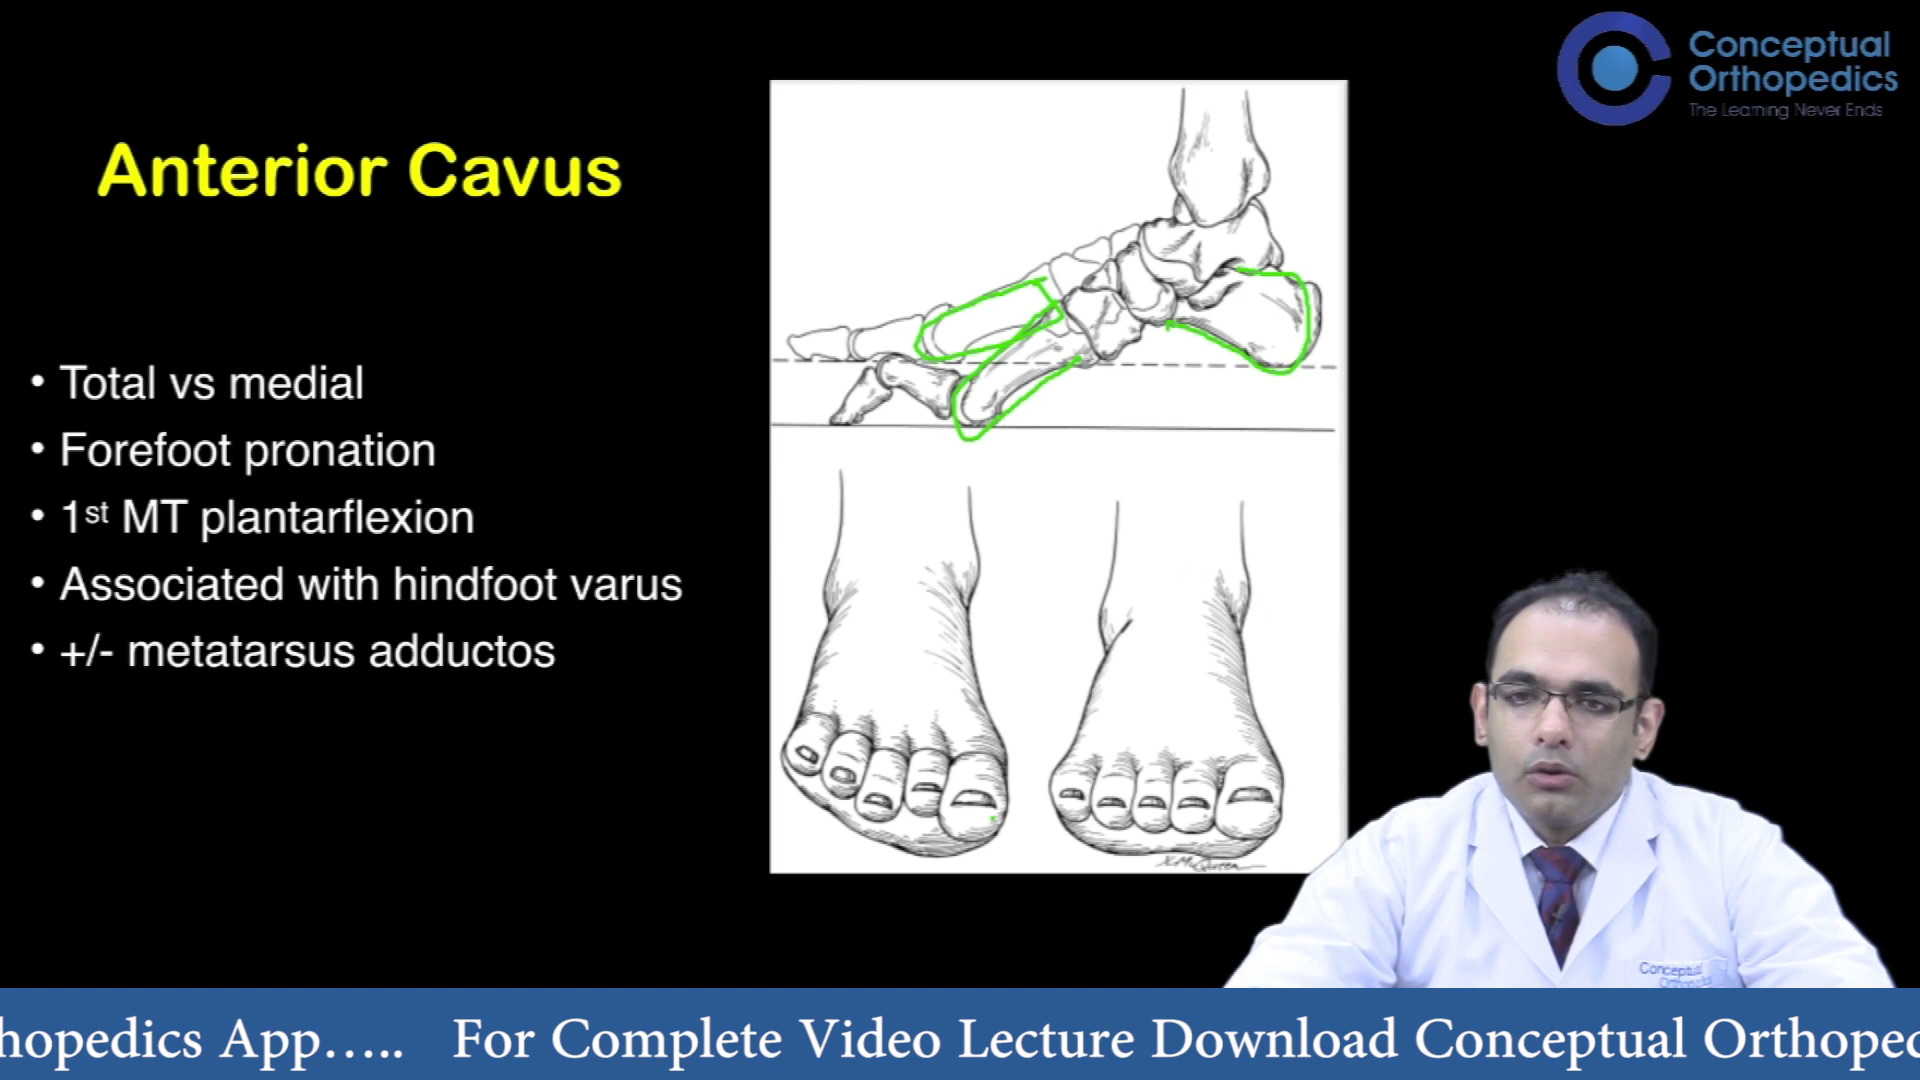 Conceptual
Orthopedics
The Learning Never Ends
Anterior Cavus
• Total vs medial
• Forefoot pronation
• 1st MT plantarflexion
• Associated with hindfoot varus
• +/- metatarsus adductos
Conceptual
hopedics App..... For Complete Video Lecture Download Conceptual Orthoped